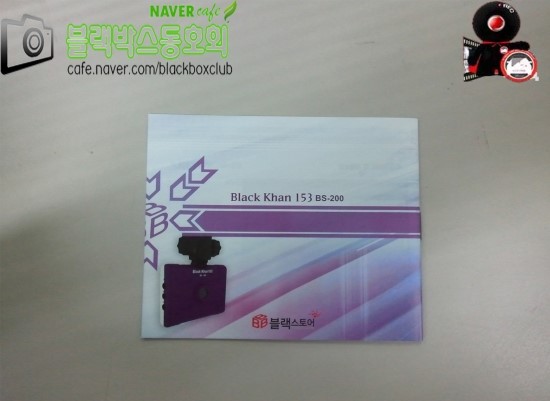 NAVER cafe
블랙박스동호회
cafe.naver.com/blackboxclub
Black Khan 153 BS-200
블랙스토어